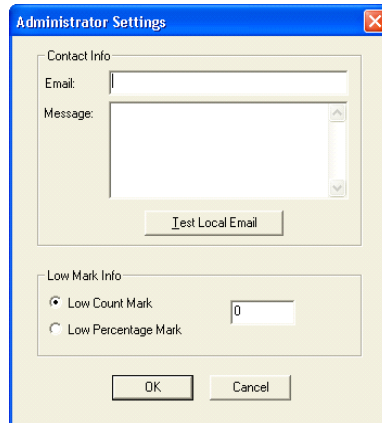 Administrator Settings
Contact Info
Email:
Message:
Test Local Email
Low Mark Info
Low Count Mark
0
Low Percentage Mark
OK Cancel